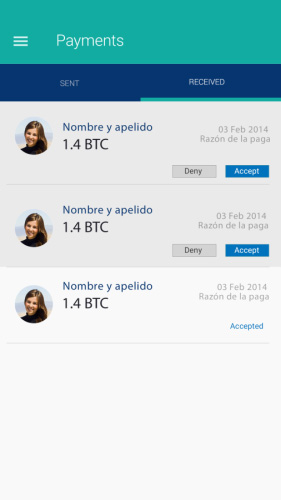 Payments
SENT
RECEIVED
Nombre y apelido
03 Feb 2014
1.4 BTC
Razón de la paga
Deny
Accept
Nombre y apelido
03 Feb 2014
1.4 BTC
Razón de la paga
Deny
Accept
Nombre y apelido
03 Feb 2014
1.4 BTC
Razón de la paga
Accepted